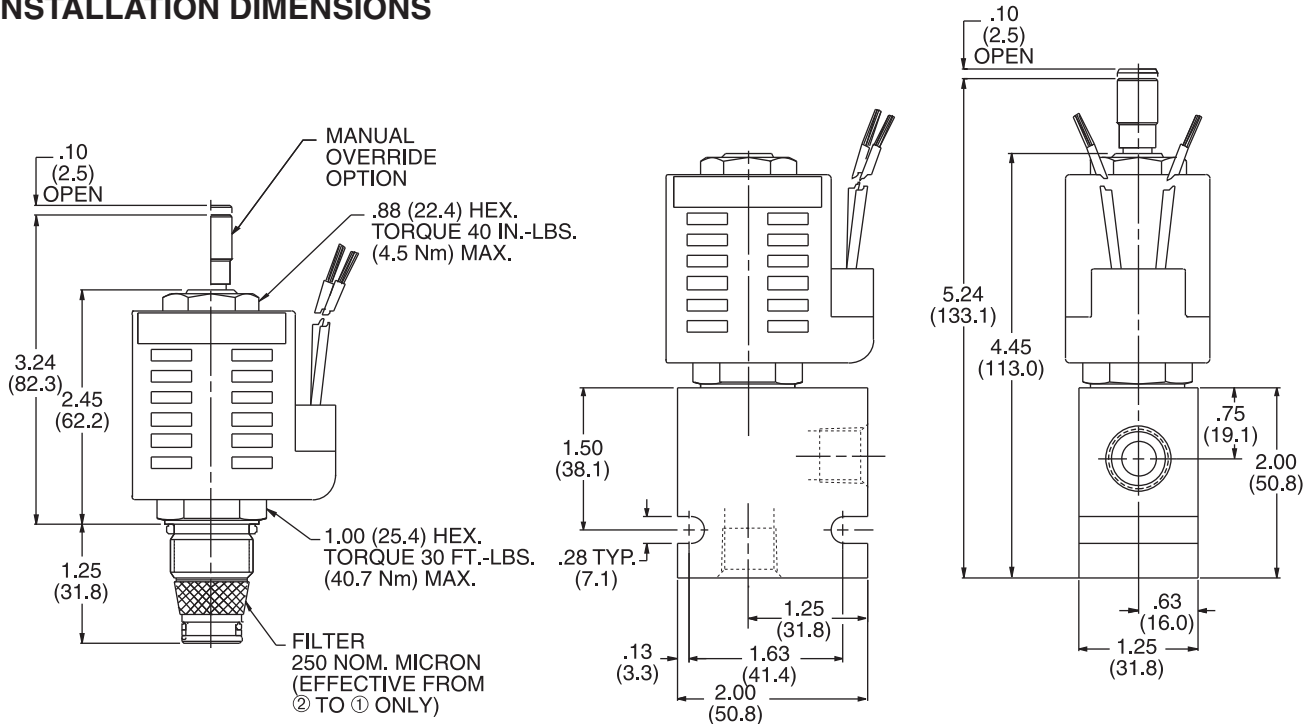 NSTALLATION DIMENSIONS
.10
(2.5)
OPEN
MANUAL
OVERRIDE
OPTION
.88 (22.4) HEX.
TORQUE 40 IN.-LBS.
(4.5 Nm) MAX.
3.24
(82.3)
2.45
(62.2)
1.25
(31.8)
1.00 (25.4) HEX.
TORQUE 30 FT.-LBS.
(40.7 Nm) MAX.
FILTER
250 NOM. MICRON
(EFFECTIVE FROM
② TO ① ONLY)
1.50
(38.1)
.28 TYP.
(7.1)
1.25
(31.8)
.13
(3.3)
1.63
(41.4)
2.00
(50.8)
.10
(2.5)
OPEN
5.24
(133.1)
4.45
(113.0)
.75
(19.1)
2.00
(50.8)
.63
(16.0)
1.25
(31.8)